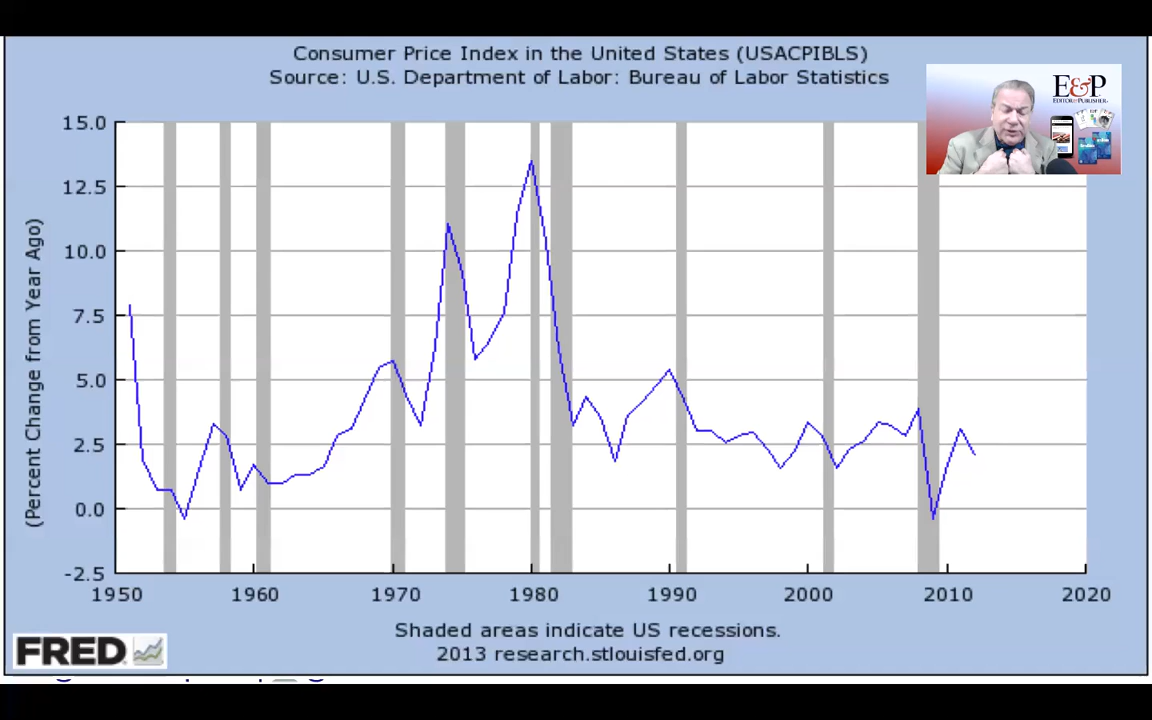 Consumer Price Index in the United States (USACPIBLS)
Source: U.S. Department of Labor: Bureau of Labor Statistics
E&P
EDITOR & PUBLISHER
15.0
12.5
10.0
7.5
5.0
2.5
0.0
-2.5
(Percent Change from Year Ago)
1950 1960 1970 1980 1990 2000 2010 2020
Shaded areas indicate US recessions.
2013 research.stlouisfed.org
FRED